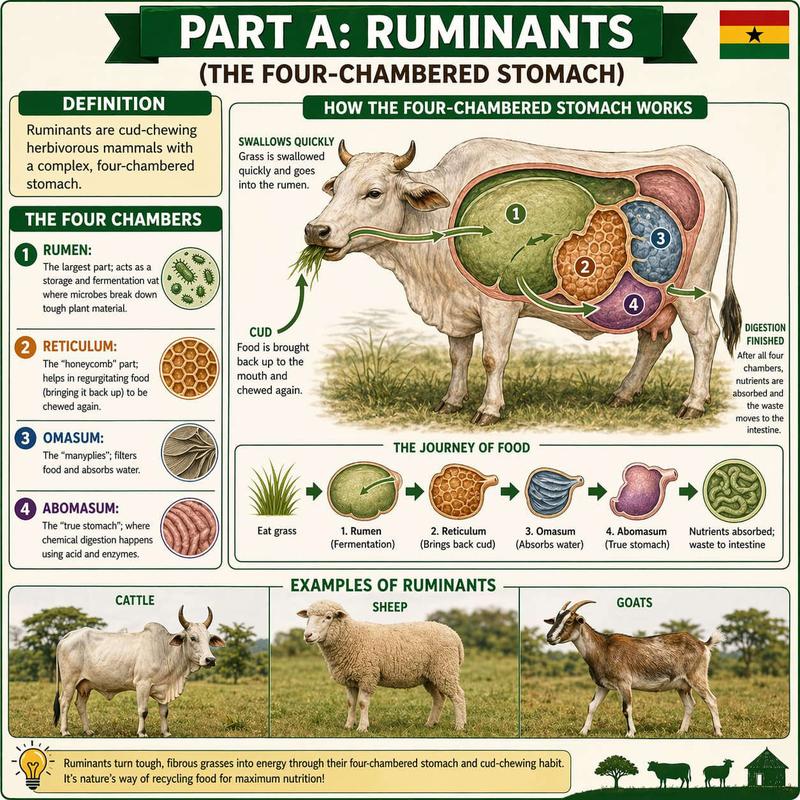 PART A: RUMINANTS
(THE FOUR-CHAMBERED STOMACH)
DEFINITION
Ruminants are cud-chewing
herbivorous mammals with
a complex, four-chambered
stomach.
THE FOUR CHAMBERS
1
RUMEN:
The largest part; acts as a
storage and fermentation vat
where microbes break down
tough plant material.
2
RETICULUM:
The "honeycomb" part;
helps in regurgitating food
(bringing it back up) to be
chewed again.
3
OMASUM:
The "manyplies"; filters
food and absorbs water.
4
ABOMASUM:
The "true stomach"; where
chemical digestion happens
using acid and enzymes.
HOW THE FOUR-CHAMBERED STOMACH WORKS
SWALLOWS QUICKLY
Grass is swallowed
quickly and goes
into the rumen.
1
2
3
4
CUD
Food is brought
back up to the
mouth and
chewed again.
DIGESTION
FINISHED
After all four
chambers,
nutrients are
absorbed and
the waste
moves to the
intestine.
THE JOURNEY OF FOOD
Eat grass
1. Rumen
(Fermentation)
2. Reticulum
(Brings back cud)
3. Omasum
(Absorbs water)
4. Abomasum
(True stomach)
Nutrients absorbed;
waste to intestine
EXAMPLES OF RUMINANTS
CATTLE
SHEEP
GOATS
Ruminants turn tough, fibrous grasses into energy through their four-chambered stomach and cud-chewing habit.
It's nature's way of recycling food for maximum nutrition!